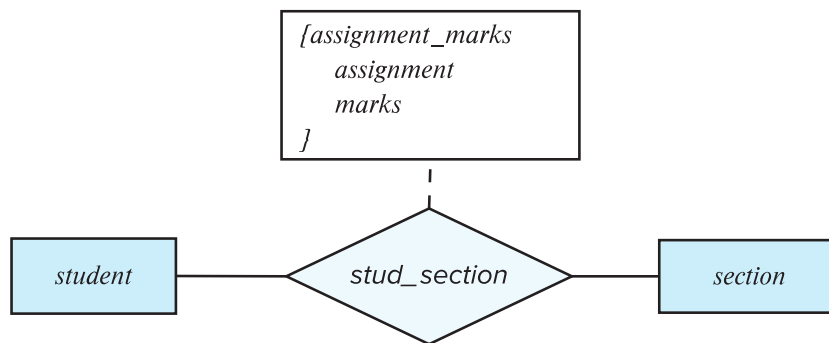 {assignment_marks
assignment
marks
}
student
stud_section
section